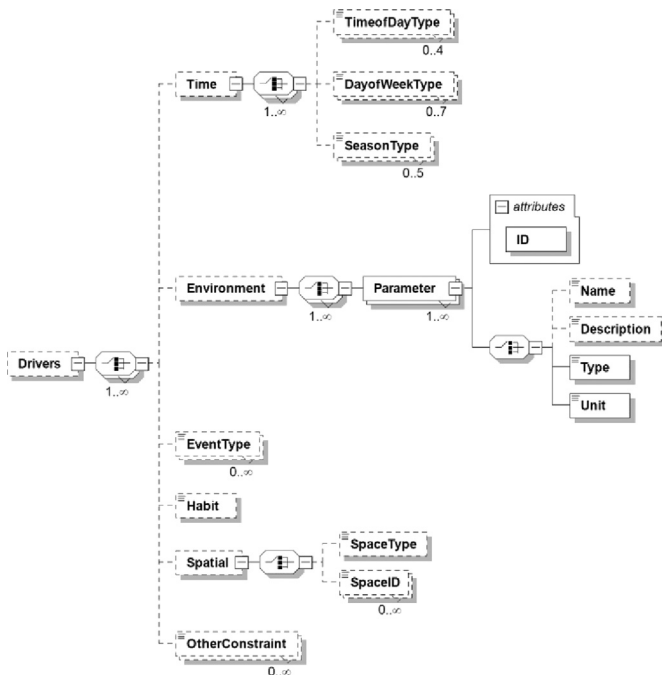 TimeofDayType
0..4
Time
1..∞
DayofWeekType
0..7
SeasonType
0..5
attributes
ID
Environment
1..∞
Parameter
1..∞
Name
Description
Type
Unit
Drivers
1..∞
EventType
0..∞
Habit
Spatial
SpaceType
SpaceID
0..∞
OtherConstraint
0..∞